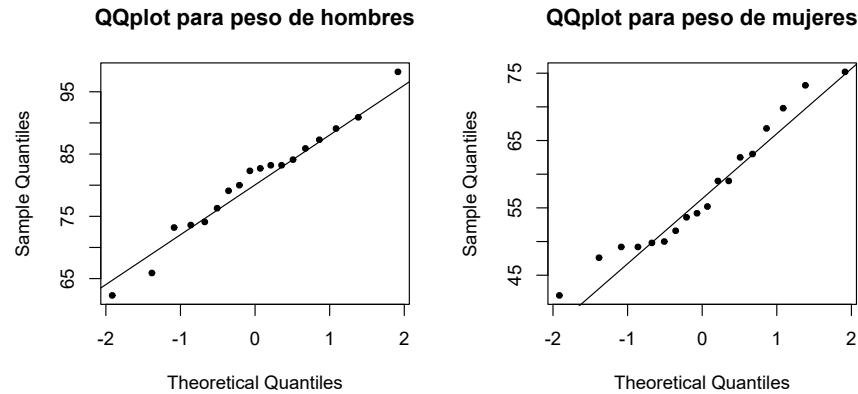 QQplot para peso de hombres
Sample Quantiles
95
85
75
65
-2 -1 0 1 2
Theoretical Quantiles
QQplot para peso de mujeres
Sample Quantiles
75
65
55
45
-2 -1 0 1 2
Theoretical Quantiles